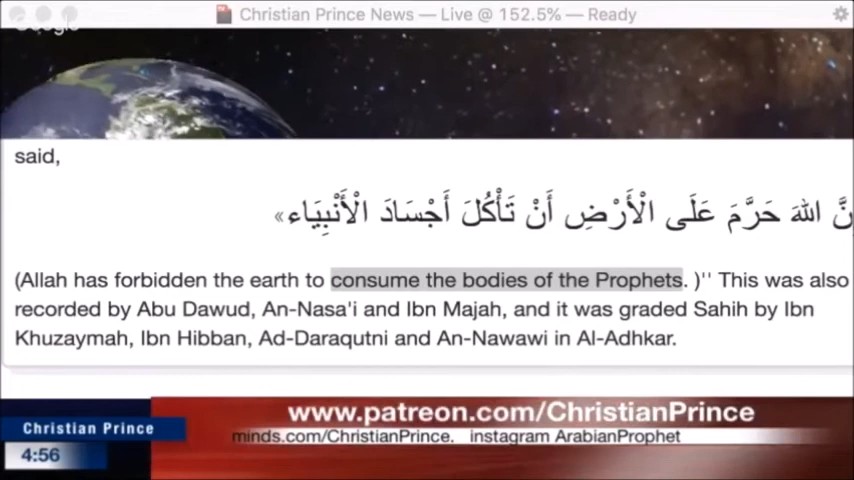 Christian Prince News — Live @ 152.5% — Ready
Google
said,
نَّ اللهَ حَرَّمَ عَلَى الْأَرْضِ أَنْ تَأْكُلَ أَجْسَادَ الْأَنْبِيَاء»
(Allah has forbidden the earth to consume the bodies of the Prophets. )'' This was also
recorded by Abu Dawud, An-Nasa'i and Ibn Majah, and it was graded Sahih by Ibn
Khuzaymah, Ibn Hibban, Ad-Daraqutni and An-Nawawi in Al-Adhkar.
www.patreon.com/ChristianPrince
minds.com/ChristianPrince. instagram ArabianProphet
Christian Prince
4:56